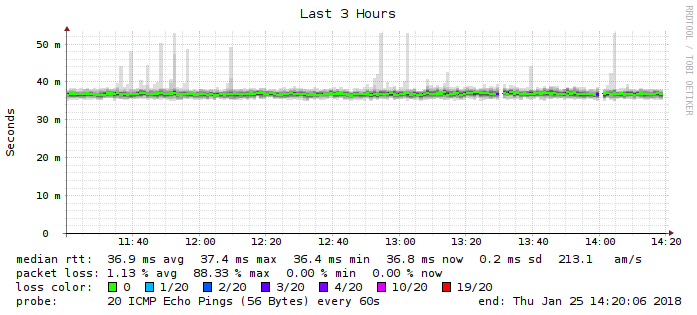 Last 3 Hours
RRDTOOL / TOBI OETIKER
Seconds
50 m
40 m
30 m
20 m
10 m
0
11:40 12:00 12:20 12:40 13:00 13:20 13:40 14:00 14:20
median rtt: 36.9 ms avg 37.4 ms max 36.4 ms min 36.8 ms now 0.2 ms sd 213.1 am/s
packet loss: 1.13 % avg 88.33 % max 0.00 % min 0.00 % now
loss color: 0 1/20 2/20 3/20 4/20 10/20 19/20
probe: 20 ICMP Echo Pings (56 Bytes) every 60s end: Thu Jan 25 14:20:06 2018